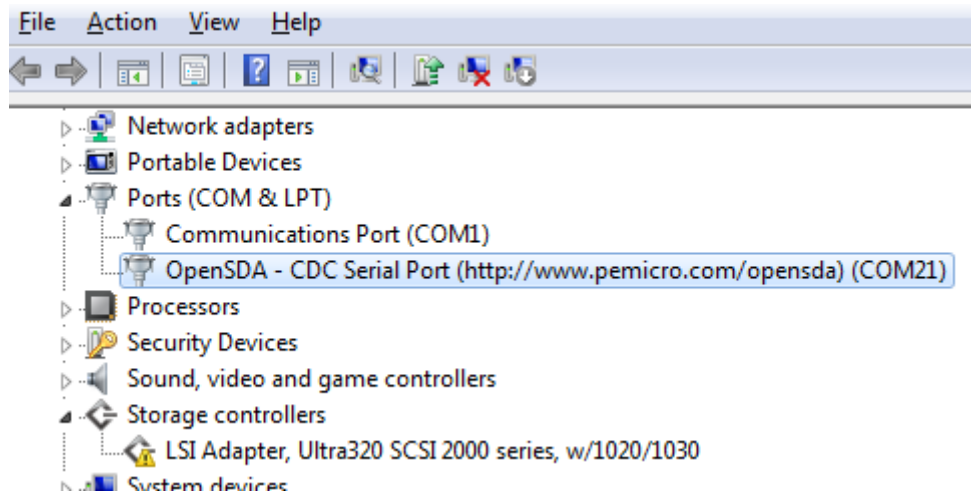 File Action View Help
Network adapters
Portable Devices
Ports (COM & LPT)
Communications Port (COM1)
OpenSDA - CDC Serial Port (http://www.pemicro.com/opensda) (COM21)
Processors
Security Devices
Sound, video and game controllers
Storage controllers
LSI Adapter, Ultra320 SCSI 2000 series, w/1020/1030
System devices